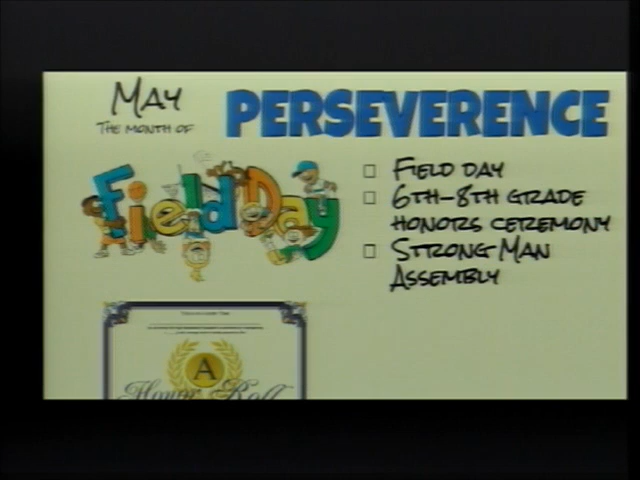 May
The month of
PERSEVERENCE
Field Day
Field day
6th-8th grade
honors ceremony
Strong Man
Assembly
A
Honor Roll